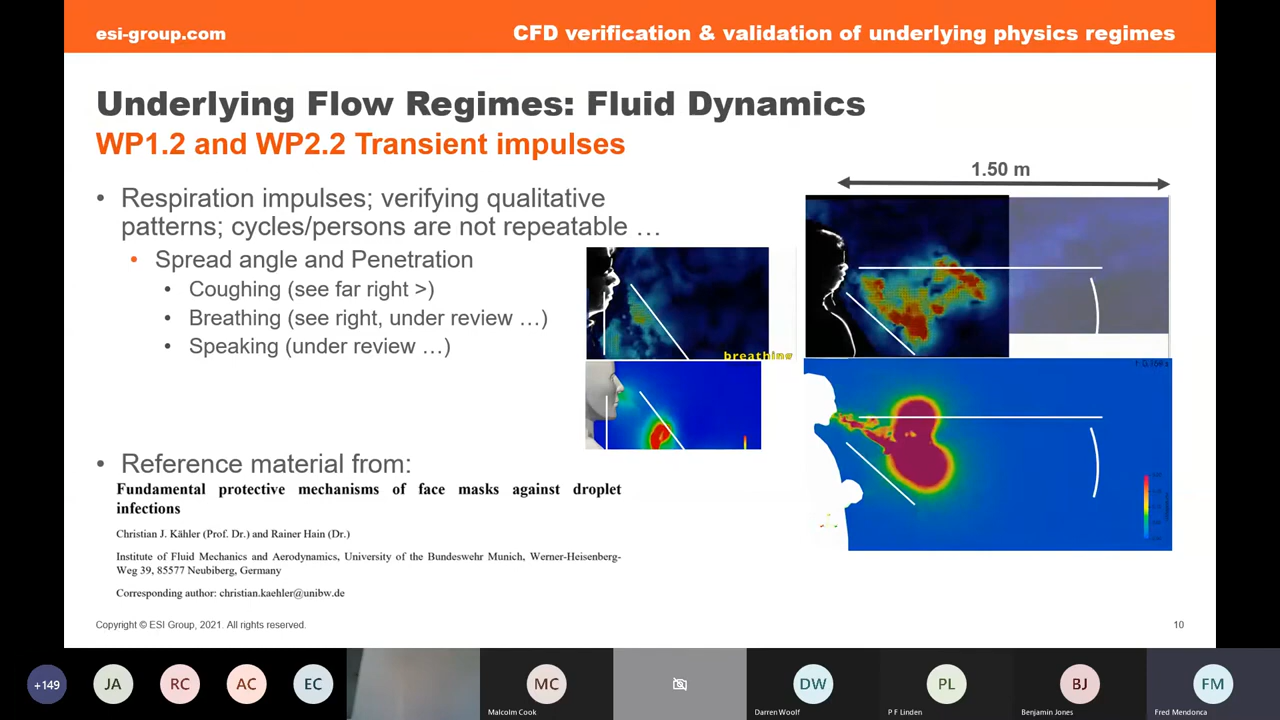 esi-group.com
CFD verification & validation of underlying physics regimes
Underlying Flow Regimes: Fluid Dynamics
WP1.2 and WP2.2 Transient impulses
1.50 m
• Respiration impulses; verifying qualitative
patterns; cycles/persons are not repeatable …
• Spread angle and Penetration
• Coughing (see far right >)
• Breathing (see right, under review …)
• Speaking (under review …)
breathing
• Reference material from:
Fundamental protective mechanisms of face masks against droplet
infections
Christian J. Kähler (Prof. Dr.) and Rainer Hain (Dr.)
Institute of Fluid Mechanics and Aerodynamics, University of the Bundeswehr Munich, Werner-Heisenberg-
Weg 39, 85577 Neubiberg, Germany
Corresponding author: christian.kaehler@unibw.de
Copyright © ESI Group, 2021. All rights reserved.
10
+149
JA
RC
AC
EC
MC
Malcolm Cook
DW
Darren Woolf
PL
P F Linden
BJ
Benjamin Jones
FM
Fred Mendonca